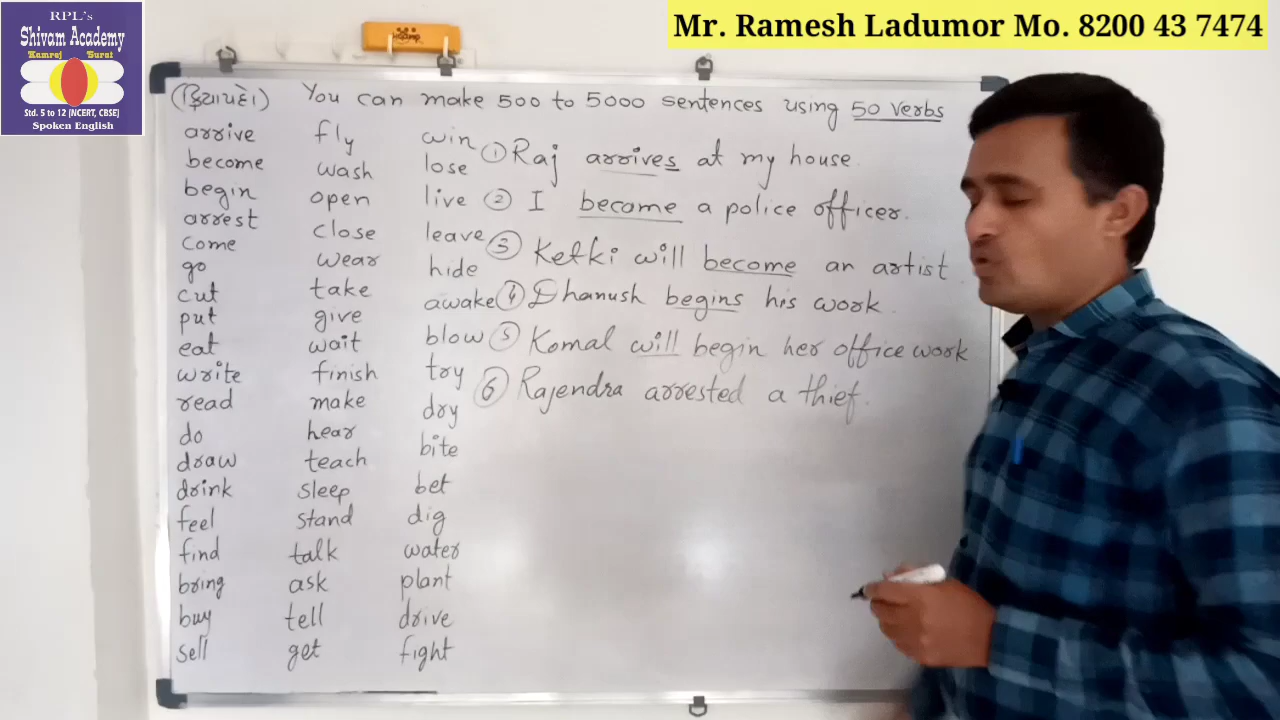 RPL's
Shivam Academy
Kamrej Surat
Std. 5 to 12 (NCERT, CBSE)
Spoken English
Mr. Ramesh Ladumor Mo. 8200 43 7474
(ક્રિયાપદો) You can make 500 to 5000 sentences using 50 verbs
arrive
become
begin
arrest
come
go
cut
put
eat
write
read
do
draw
drink
feel
find
bring
buy
sell
fly
wash
open
close
wear
take
give
wait
finish
make
hear
teach
sleep
stand
talk
ask
tell
get
win
lose
live
leave
hide
awake
blow
try
dry
bite
bet
dig
water
plant
drive
fight
① Raj arrives at my house.
② I become a police officer.
③ Ketki will become an artist
④ Dhanush begins his work.
⑤ Komal will begin her office work
⑥ Rajendra arrested a thief.